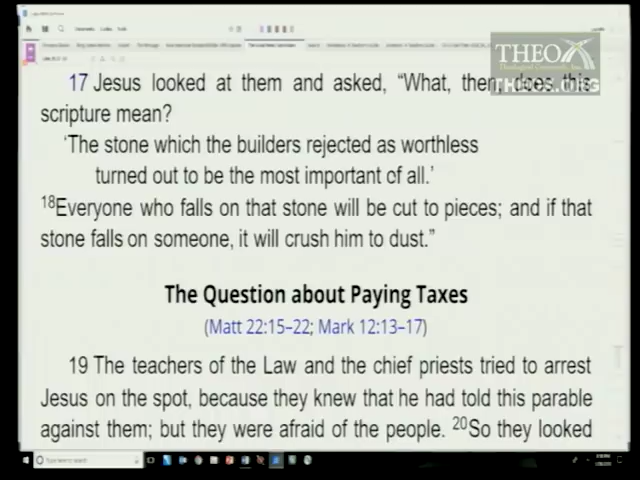 THEOX
THEOS.ORG
17 Jesus looked at them and asked, “What, then, does this
scripture mean?
‘The stone which the builders rejected as worthless
turned out to be the most important of all.’
18Everyone who falls on that stone will be cut to pieces; and if that
stone falls on someone, it will crush him to dust.”
The Question about Paying Taxes
(Matt 22:15–22; Mark 12:13–17)
19 The teachers of the Law and the chief priests tried to arrest
Jesus on the spot, because they knew that he had told this parable
against them; but they were afraid of the people. 20So they looked